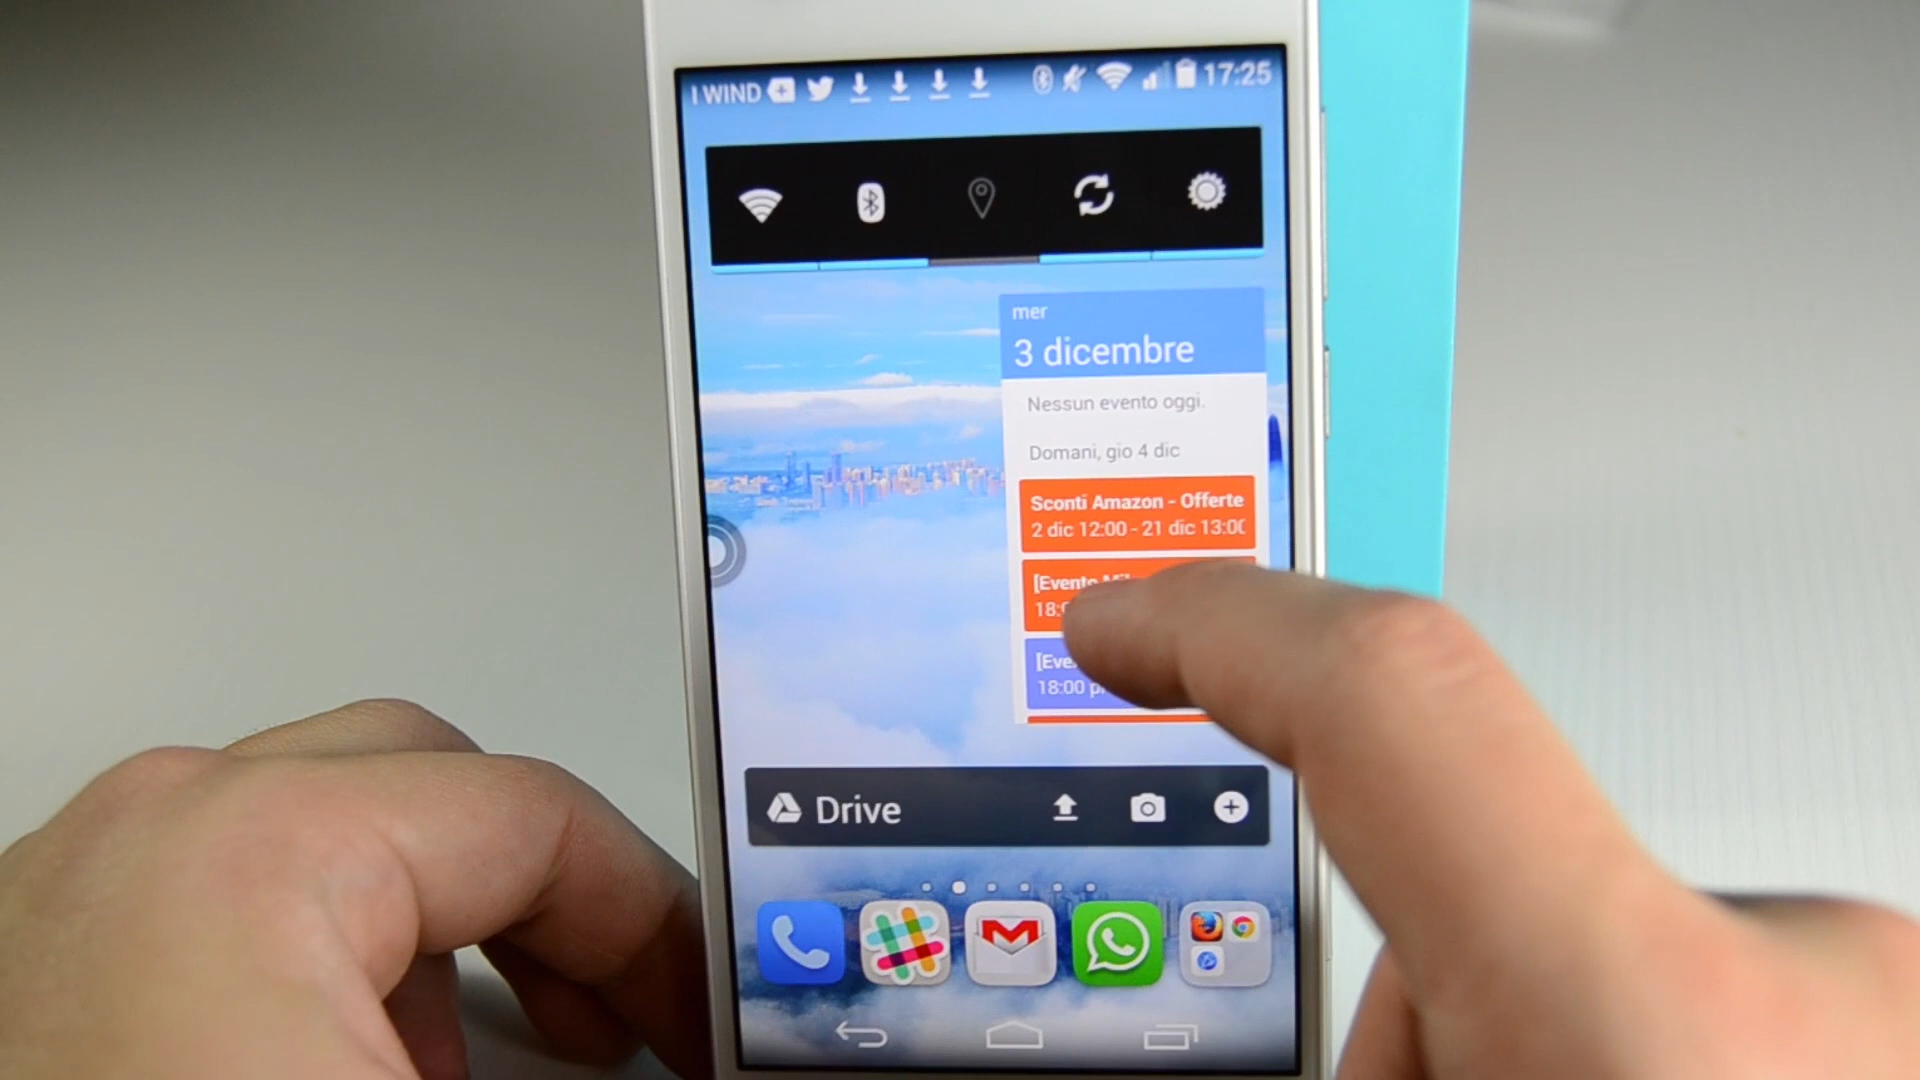 I WIND 17:25
mer
3 dicembre
Nessun evento oggi.
Domani, gio 4 dic
Sconti Amazon - Offerte
2 dic 12:00 - 21 dic 13:00
[Evento
[Eve
18:00
Drive